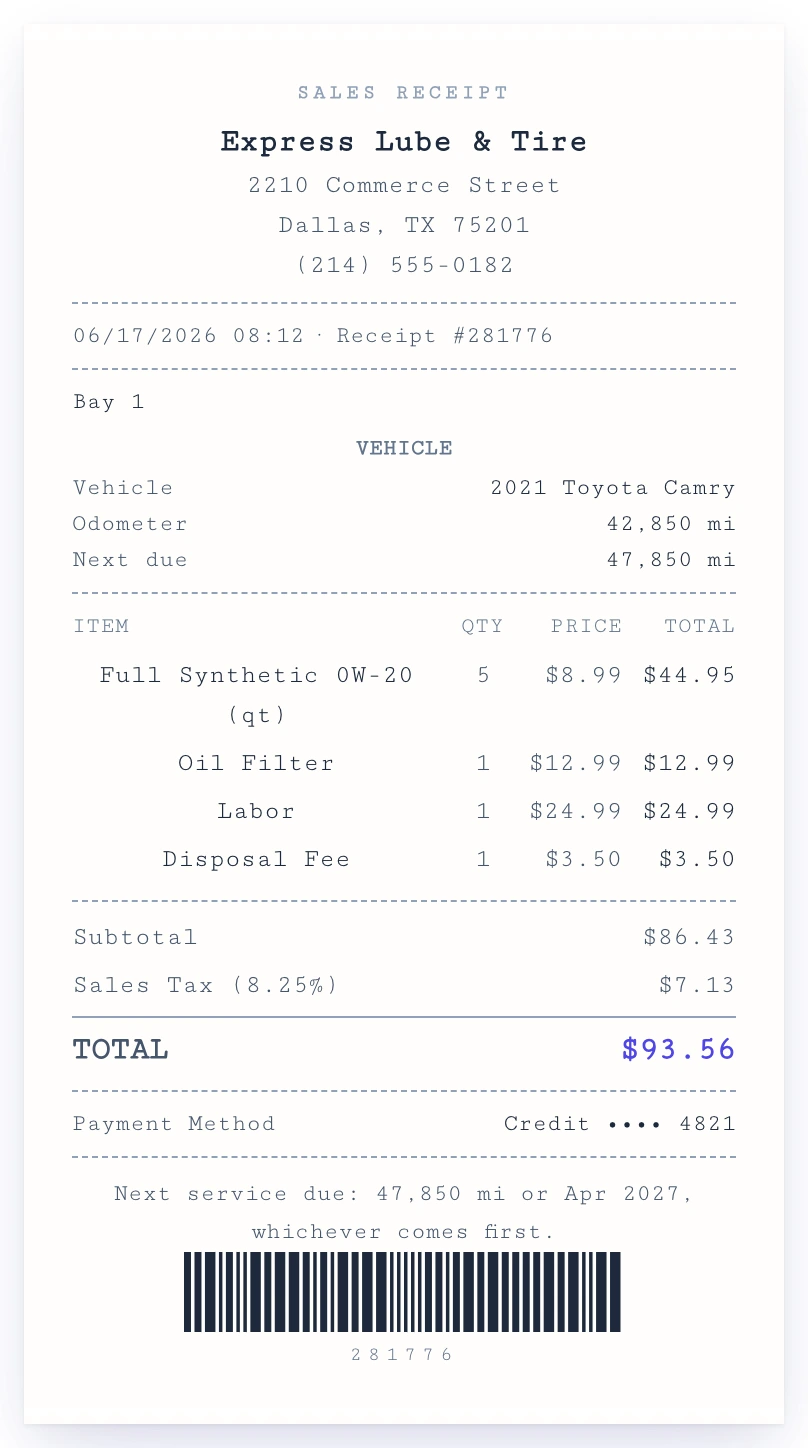 SALES RECEIPT
Express Lube & Tire
2210 Commerce Street
Dallas, TX 75201
(214) 555-0182
06/17/2026 08:12 · Receipt #281776
Bay 1
VEHICLE
Vehicle 2021 Toyota Camry
Odometer 42,850 mi
Next due 47,850 mi
ITEM QTY PRICE TOTAL
Full Synthetic 0W-20 5 $8.99 $44.95
(qt)
Oil Filter 1 $12.99 $12.99
Labor 1 $24.99 $24.99
Disposal Fee 1 $3.50 $3.50
Subtotal $86.43
Sales Tax (8.25%) $7.13
TOTAL $93.56
Payment Method Credit •••• 4821
Next service due: 47,850 mi or Apr 2027,
whichever comes first.
281776